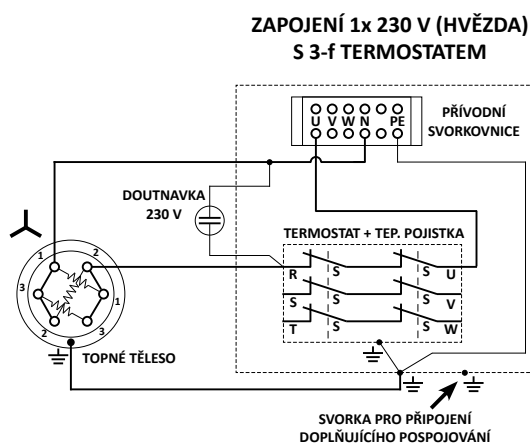 ZAPOJENÍ 1x 230 V (HVĚZDA)
S 3-f TERMOSTATEM
U V W N PE
PŘÍVODNÍ
SVORKOVNICE
DOUTNAVKA
230 V
TERMOSTAT + TEP. POJISTKA
R S S U
S S S V
T S S W
1 2
3 1
2 3
TOPNÉ TĚLESO
SVORKA PRO PŘIPOJENÍ
DOPLŇUJÍCÍHO POSPOJOVÁNÍ